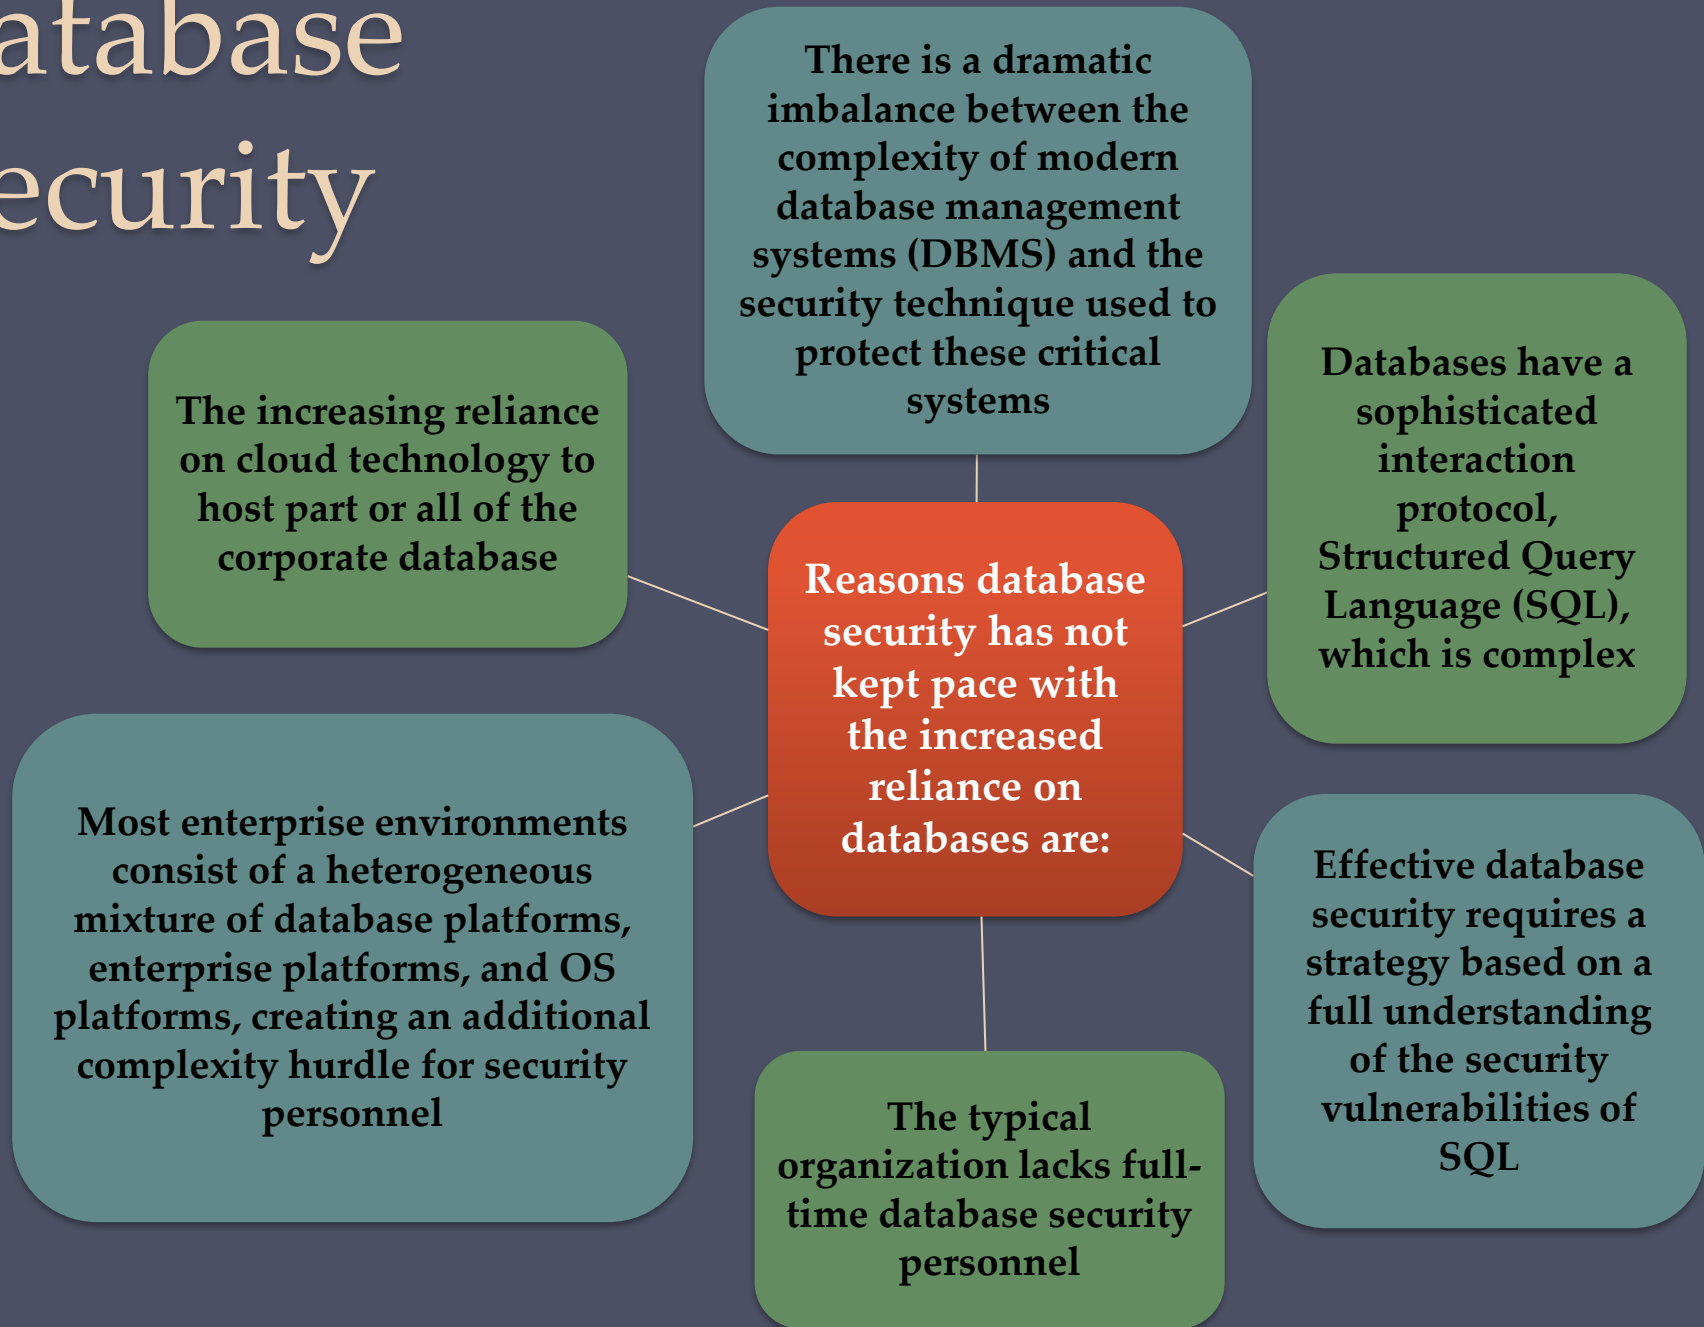 atabase
ecurity
There is a dramatic
imbalance between the
complexity of modern
database management
systems (DBMS) and the
security technique used to
protect these critical
systems
Databases have a
sophisticated
interaction
protocol,
Structured Query
Language (SQL),
which is complex
Effective database
security requires a
strategy based on a
full understanding
of the security
vulnerabilities of
SQL
The typical
organization lacks full-
time database security
personnel
Most enterprise environments
consist of a heterogeneous
mixture of database platforms,
enterprise platforms, and OS
platforms, creating an additional
complexity hurdle for security
personnel
The increasing reliance
on cloud technology to
host part or all of the
corporate database
Reasons database
security has not
kept pace with
the increased
reliance on
databases are: